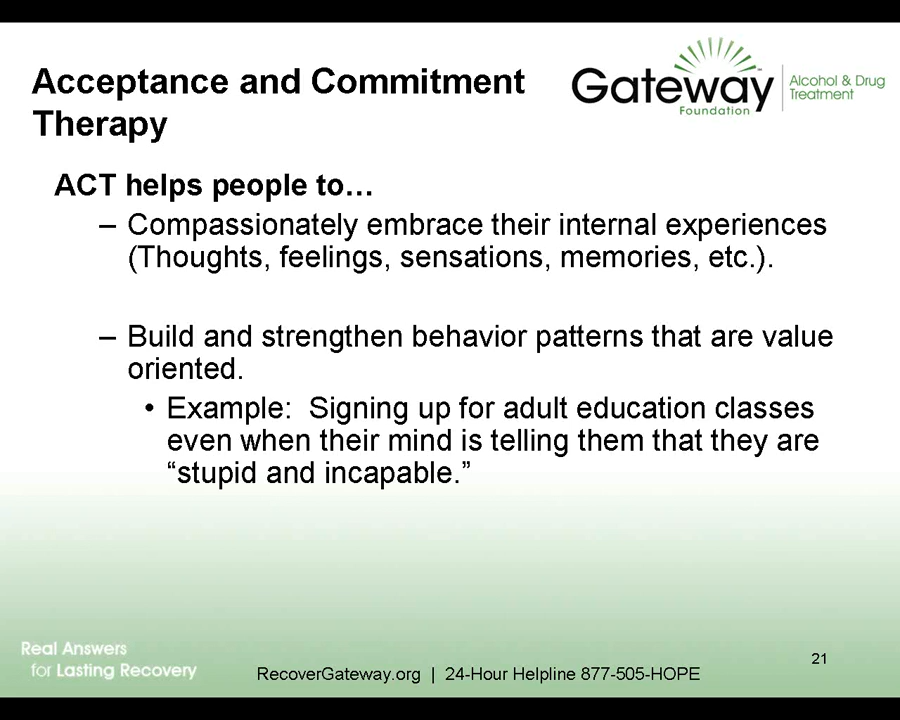 Acceptance and Commitment
Therapy
Gateway
Foundation
Alcohol & Drug
Treatment
ACT helps people to…
– Compassionately embrace their internal experiences
(Thoughts, feelings, sensations, memories, etc.).
– Build and strengthen behavior patterns that are value
oriented.
• Example:  Signing up for adult education classes
even when their mind is telling them that they are
“stupid and incapable.”
Real Answers
for Lasting Recovery
RecoverGateway.org | 24-Hour Helpline 877-505-HOPE
21